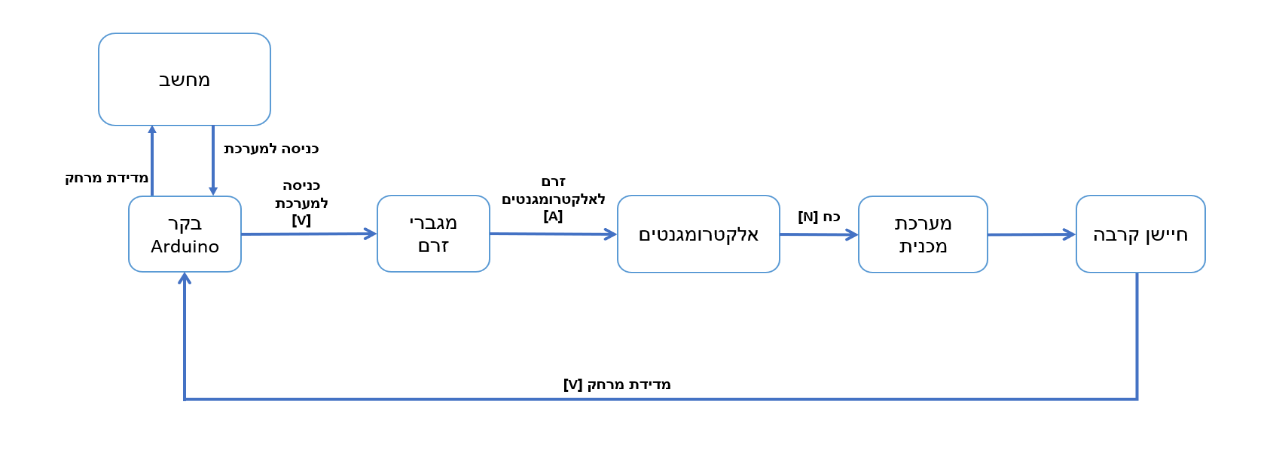 מחשב
כניסה למערכת
מדידת מרחק
בקר
Arduino
כניסה
למערכת
[V]
מגברי
זרם
זרם
לאלקטרומגנטים
[A]
אלקטרומגנטים
כח [N]
מערכת
מכנית
חיישן קרבה
מדידת מרחק [V]